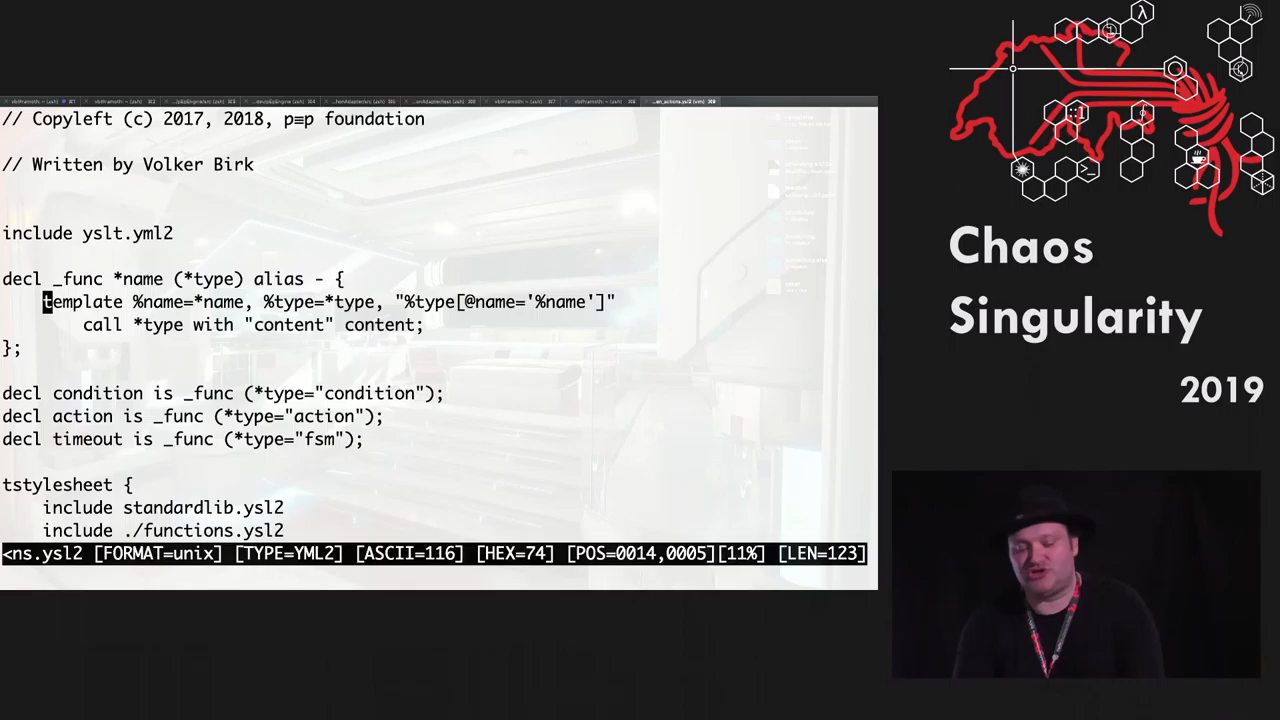 // Copyleft (c) 2017, 2018, p≡p foundation
// Written by Volker Birk
include yslt.yml2
decl _func *name (*type) alias - {
    template %name=*name, %type=*type, "%type[@name='%name']"
        call *type with "content" content;
};
decl condition is _func (*type="condition");
decl action is _func (*type="action");
decl timeout is _func (*type="fsm");
tstylesheet {
    include standardlib.ysl2
    include ./functions.ysl2
<ns.ysl2 [FORMAT=unix] [TYPE=YML2] [ASCII=116] [HEX=74] [POS=0014,0005][11%] [LEN=123]
Chaos
Singularity
2019